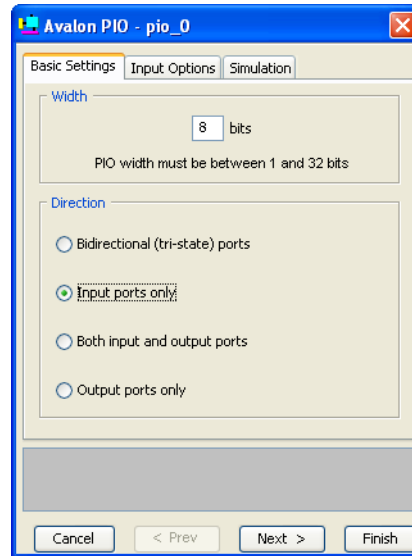 Avalon PIO - pio_0
Basic Settings Input Options Simulation
Width
8 bits
PIO width must be between 1 and 32 bits
Direction
Bidirectional (tri-state) ports
Input ports only
Both input and output ports
Output ports only
Cancel < Prev Next > Finish